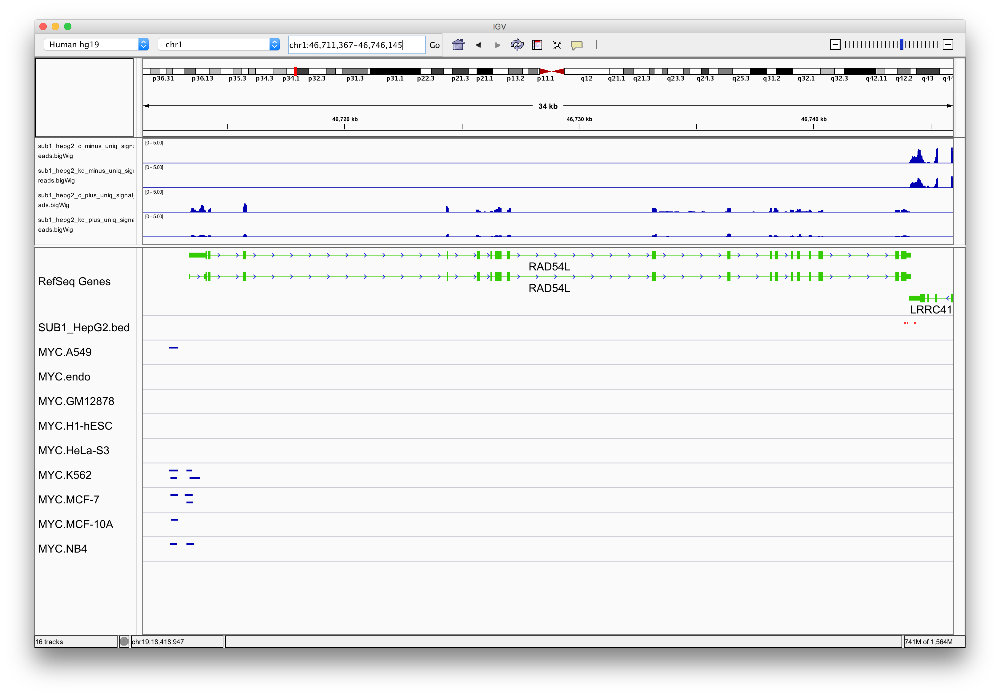 IGV
Human hg19 chr1 chr1:46,711,367-46,746,145 Go
p36.31 p36.13 p35.3 p34.3 p34.1 p32.3 p31.3 p31.1 p22.3 p21.3 p21.1 p13.2 p11.1 q12 q21.1 q21.3 q23.3 q24.3 q25.3 q31.2 q32.1 q32.3 q42.11 q42.2 q43 q44
34 kb
46,720 kb 46,730 kb 46,740 kb
sub1_hepg2_c_minus_uniq_sign
eads.bigWig
[0 - 5.00]
sub1_hepg2_kd_minus_uniq_sig
reads.bigWig
[0 - 5.00]
sub1_hepg2_c_plus_uniq_signal_
ads.bigWig
[0 - 5.00]
sub1_hepg2_kd_plus_uniq_signa
eads.bigWig
[0 - 5.00]
RefSeq Genes
RAD54L
RAD54L
LRRC41
SUB1_HepG2.bed
MYC.A549
MYC.endo
MYC.GM12878
MYC.H1-hESC
MYC.HeLa-S3
MYC.K562
MYC.MCF-7
MYC.MCF-10A
MYC.NB4
16 tracks chr19:18,418,947 741M of 1,564M